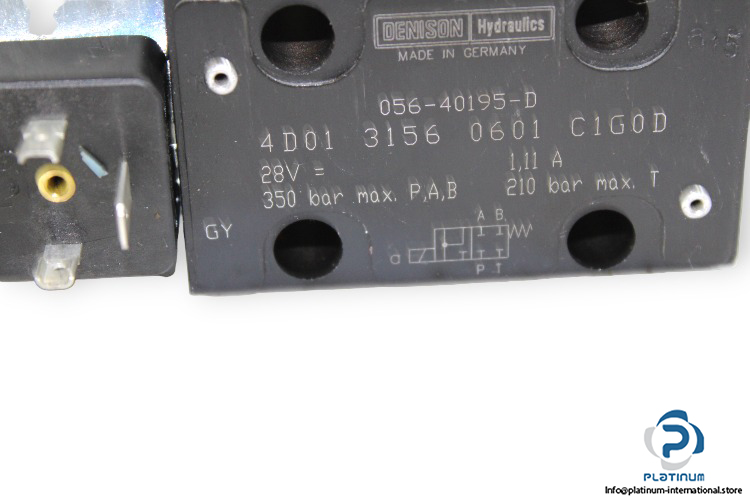 DENISON Hydraulics
MADE IN GERMANY
056-40195-D
4D01 3156 0601 C1G0D
28V = 1,11 A
350 bar max. P,A,B 210 bar max. T
GY
A B
a
P T
PLATINUM
Info@platinum-international.store